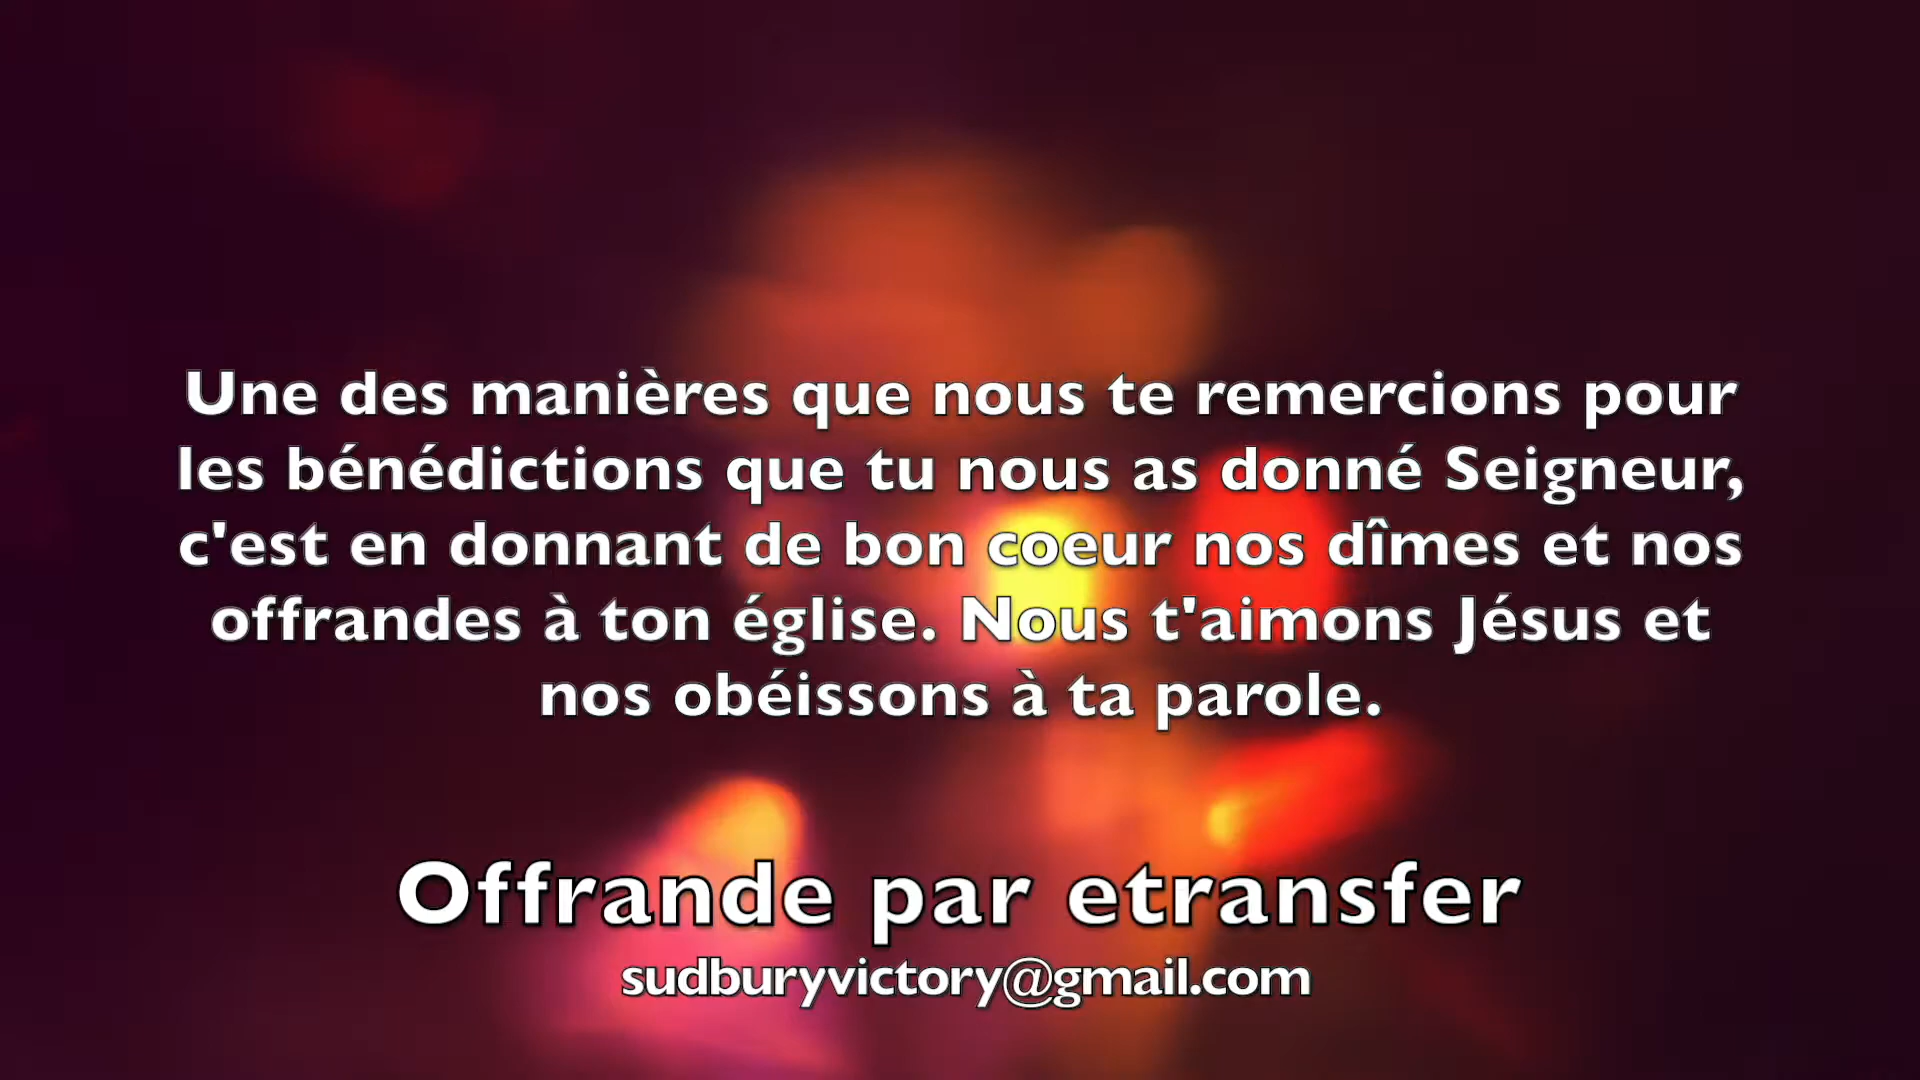 Une des manières que nous te remercions pour
les bénédictions que tu nous as donné Seigneur,
c'est en donnant de bon coeur nos dîmes et nos
offrandes à ton église. Nous t'aimons Jésus et
nos obéissons à ta parole.
Offrande par etransfer
sudburyvictory@gmail.com